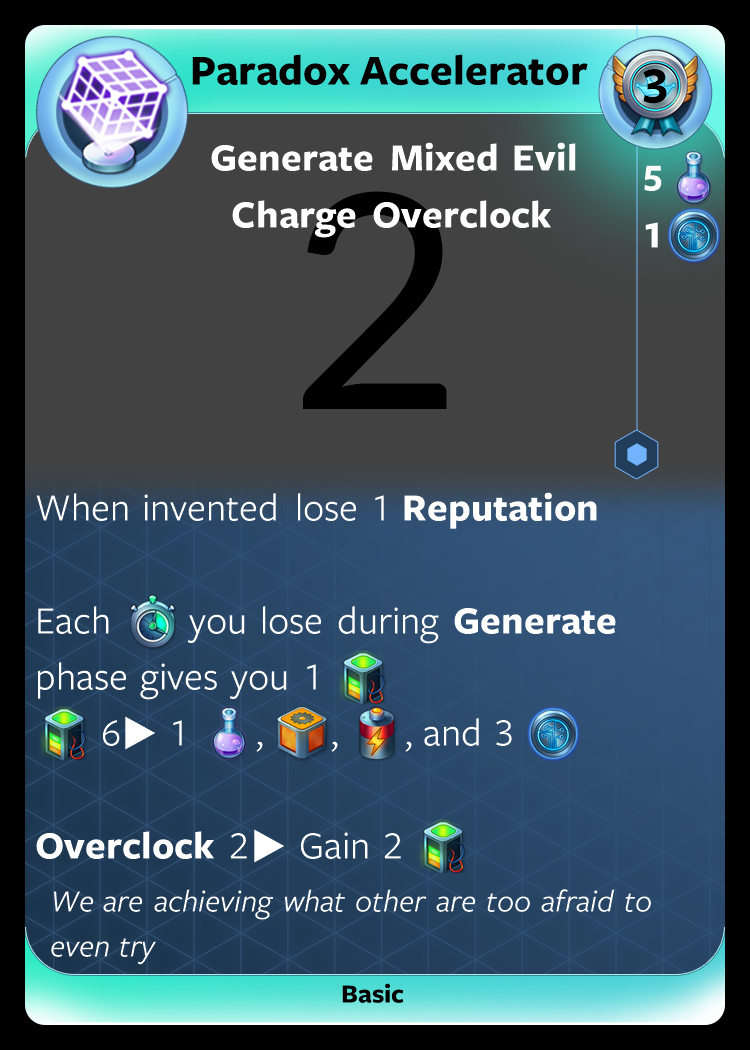 Paradox Accelerator
3
Generate Mixed Evil
Charge Overclock
5
1
2
When invented lose 1 Reputation
Each you lose during Generate
phase gives you 1
6▶ 1 , , , and 3
Overclock 2▶ Gain 2
We are achieving what other are too afraid to
even try
Basic